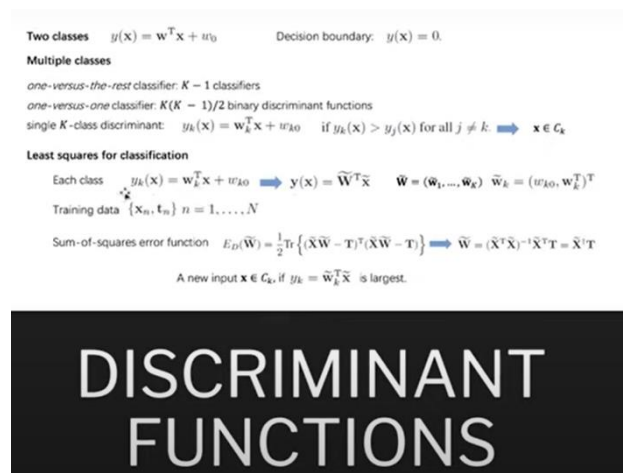 Two classes y(x) = wᵀx + w₀ Decision boundary: y(x) = 0.
Multiple classes
one-versus-the-rest classifier: K − 1 classifiers
one-versus-one classifier: K(K − 1)/2 binary discriminant functions
single K-class discriminant: yₖ(x) = wₖᵀx + wₖ₀ if yₖ(x) > yⱼ(x) for all j ≠ k. x ∈ Cₖ
Least squares for classification
Each class yₖ(x) = wₖᵀx + wₖ₀ y(x) = W̃ᵀx̃ W̃ = (w̃₁,…,w̃_K) w̃ₖ = (wₖ₀, wₖᵀ)ᵀ
Training data {xₙ, tₙ} n = 1, . . . , N
Sum-of-squares error function E_D(W̃) = ½Tr{(X̃W̃ − T)ᵀ(X̃W̃ − T)} W̃ = (X̃ᵀX̃)⁻¹X̃ᵀT = X̃†T
A new input x ∈ Cₖ, if yₖ = w̃ₖᵀx̃ is largest.
DISCRIMINANT
FUNCTIONS